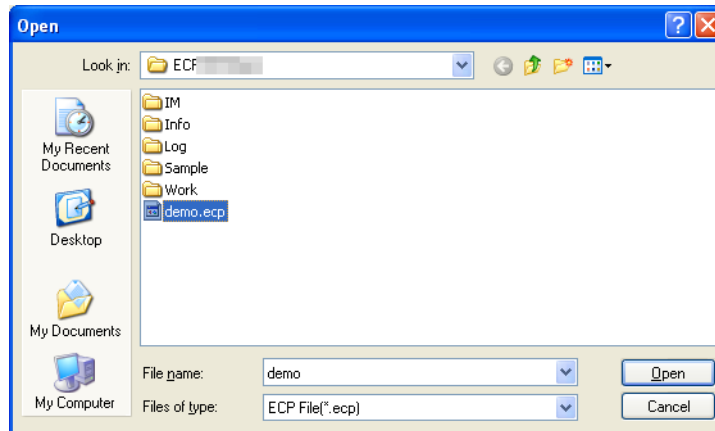 Open
Look in:
IM
Info
Log
Sample
Work
demo.ecp
My Recent
Documents
Desktop
My Documents
My Computer
File name:
demo
Open
Files of type:
ECP File(*.ecp)
Cancel